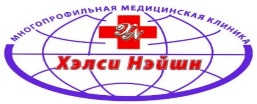 МНОГОПРОФИЛЬНАЯ МЕДИЦИНСКАЯ КЛИНИКА
Хэлси Нэйшн